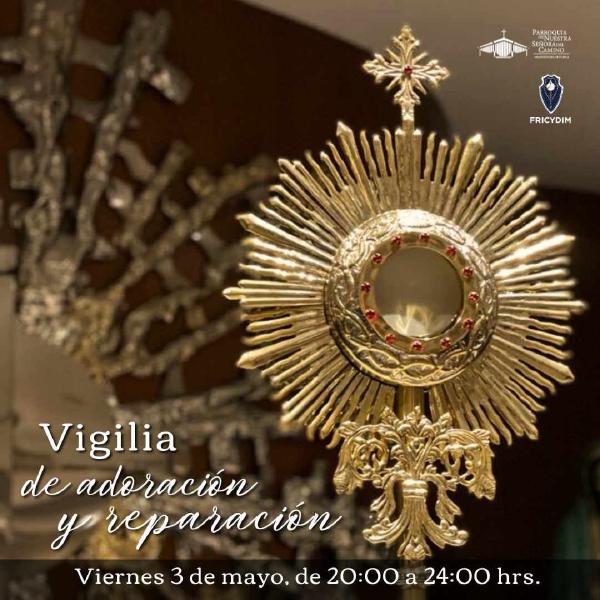 PARROQUIA
DE NUESTRA
SEÑORA DEL
CAMINO
FRICYDIM
Vigilia
de adoración
y reparación
Viernes 3 de mayo, de 20:00 a 24:00 hrs.